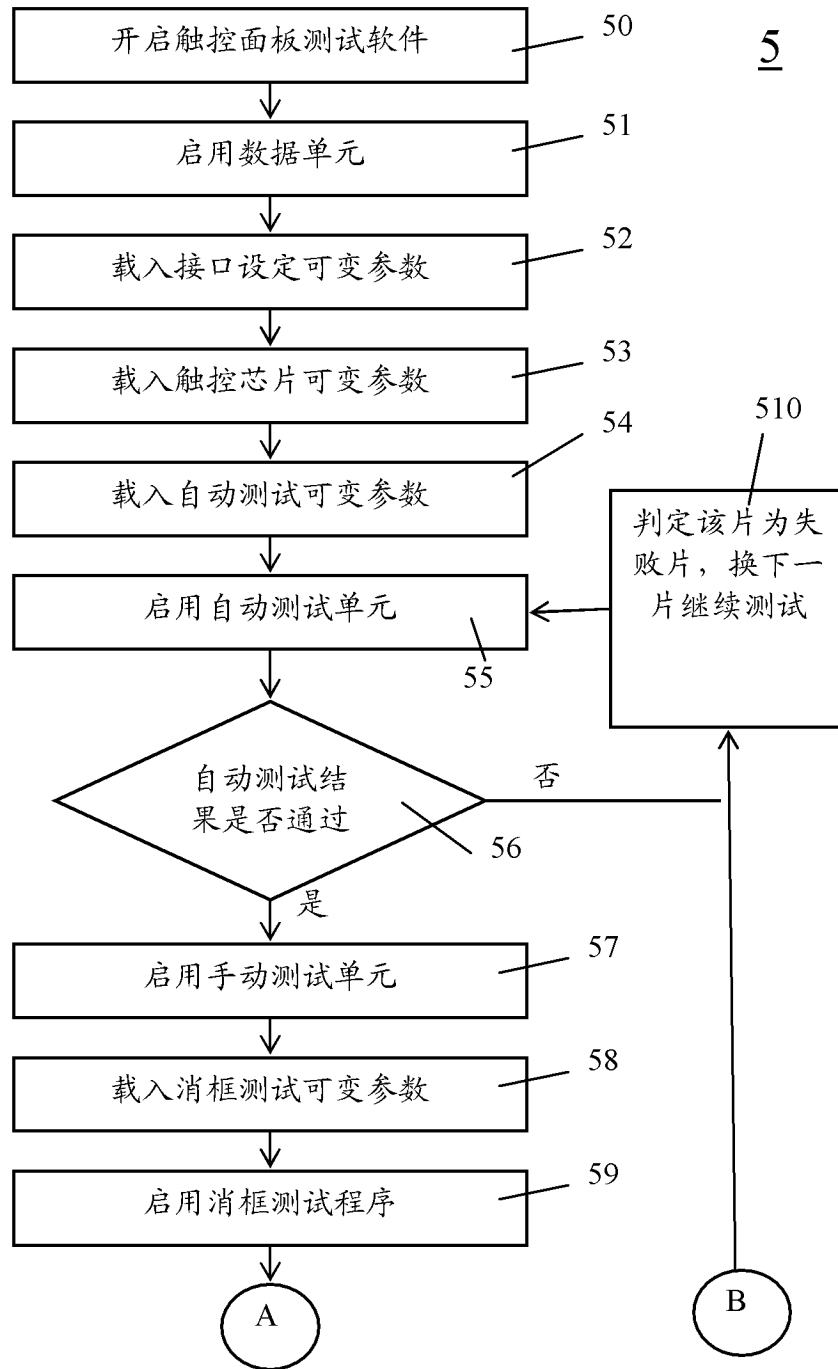 开启触控面板测试软件
50
5
启用数据单元
51
载入接口设定可变参数
52
载入触控芯片可变参数
53
载入自动测试可变参数
54
启用自动测试单元
55
510
判定该片为失
败片，换下一
片继续测试
自动测试结
果是否通过
56
否
是
启用手动测试单元
57
载入消框测试可变参数
58
启用消框测试程序
59
A
B